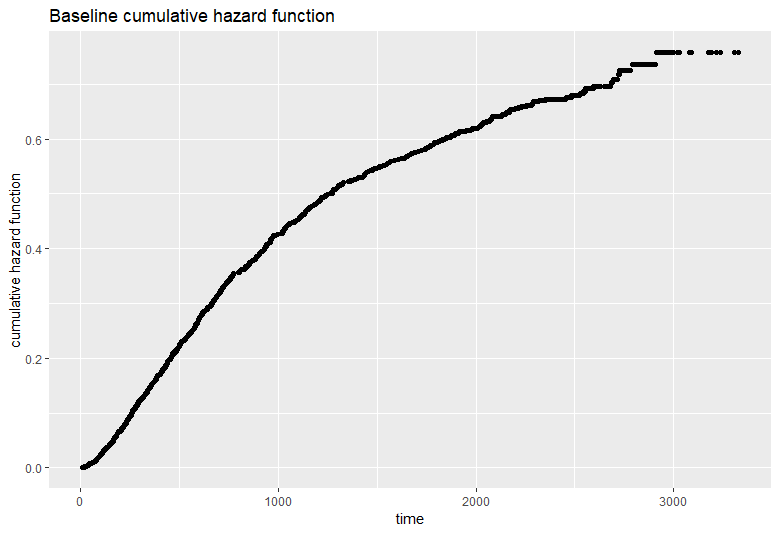 Baseline cumulative hazard function
cumulative hazard function
0.6
0.4
0.2
0.0
0 1000 2000 3000
time